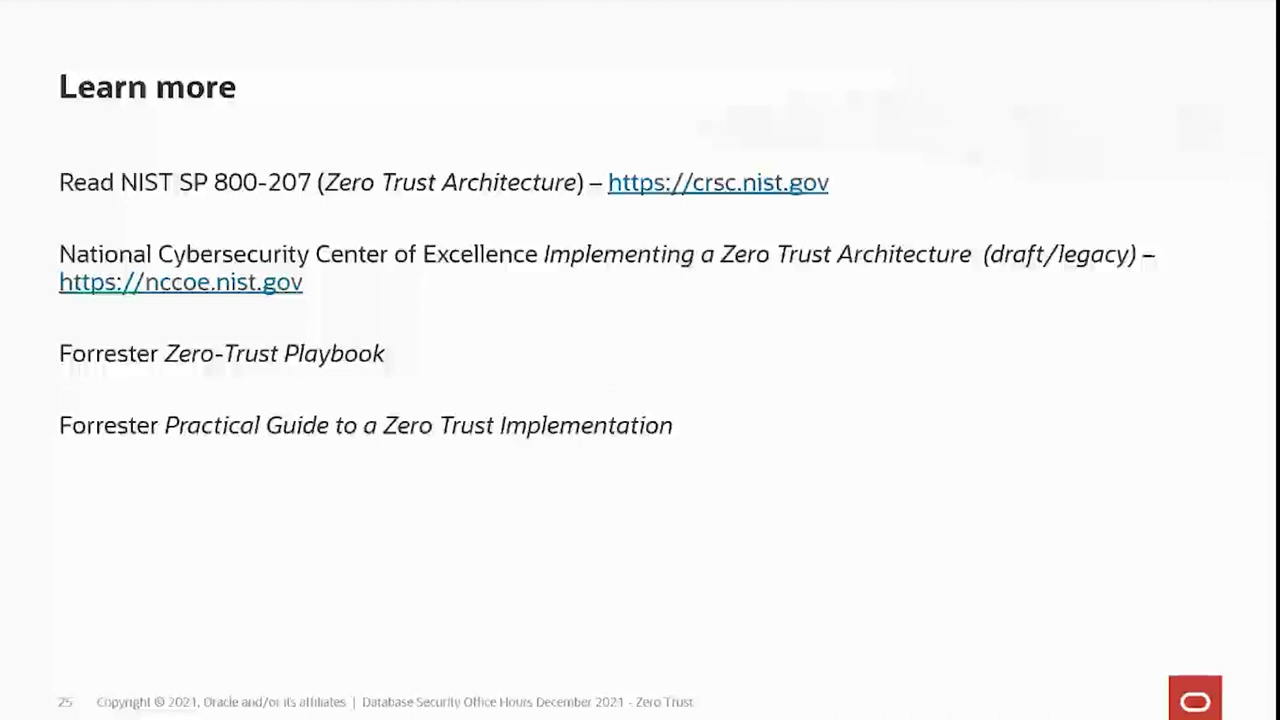 Learn more
Read NIST SP 800-207 (Zero Trust Architecture) – https://crsc.nist.gov
National Cybersecurity Center of Excellence Implementing a Zero Trust Architecture (draft/legacy) –
https://nccoe.nist.gov
Forrester Zero-Trust Playbook
Forrester Practical Guide to a Zero Trust Implementation
25 Copyright © 2021, Oracle and/or its affiliates | Database Security Office Hours December 2021 - Zero Trust